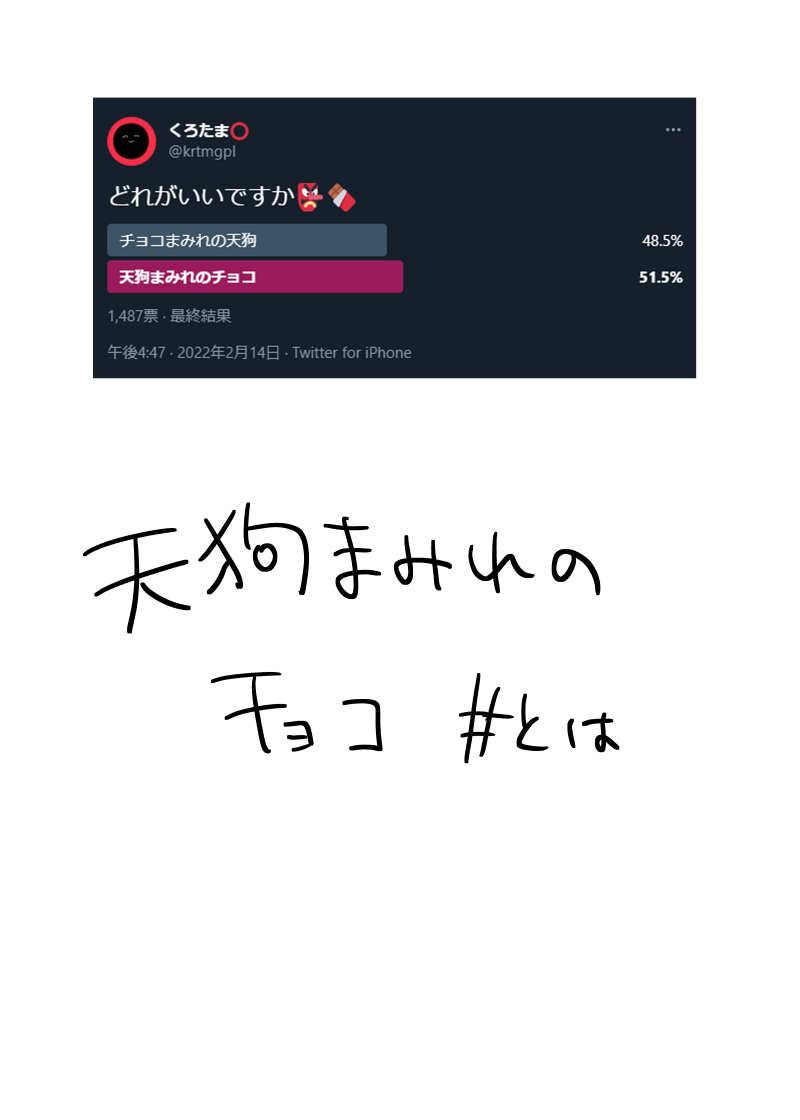 くろたま⭕
@krtmgpl
どれがいいですか👺🍫
チョコまみれの天狗 48.5%
天狗まみれのチョコ 51.5%
1,487票 · 最終結果
午後4:47 · 2022年2月14日 · Twitter for iPhone
天狗まみれの
チョコ #とは